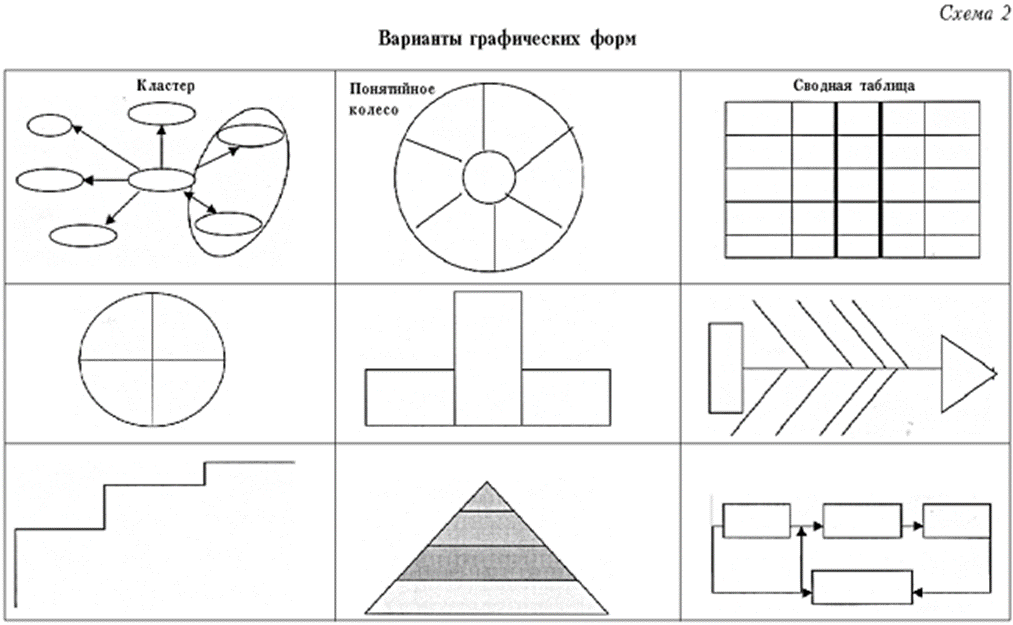 Схема 2
Варианты графических форм
Кластер
Понятийное
колесо
Сводная таблица